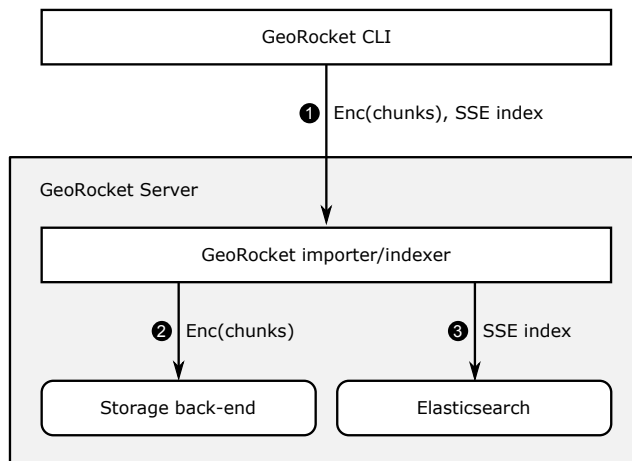 GeoRocket CLI
1 Enc(chunks), SSE index
GeoRocket Server
GeoRocket importer/indexer
2 Enc(chunks)
3 SSE index
Storage back-end
Elasticsearch